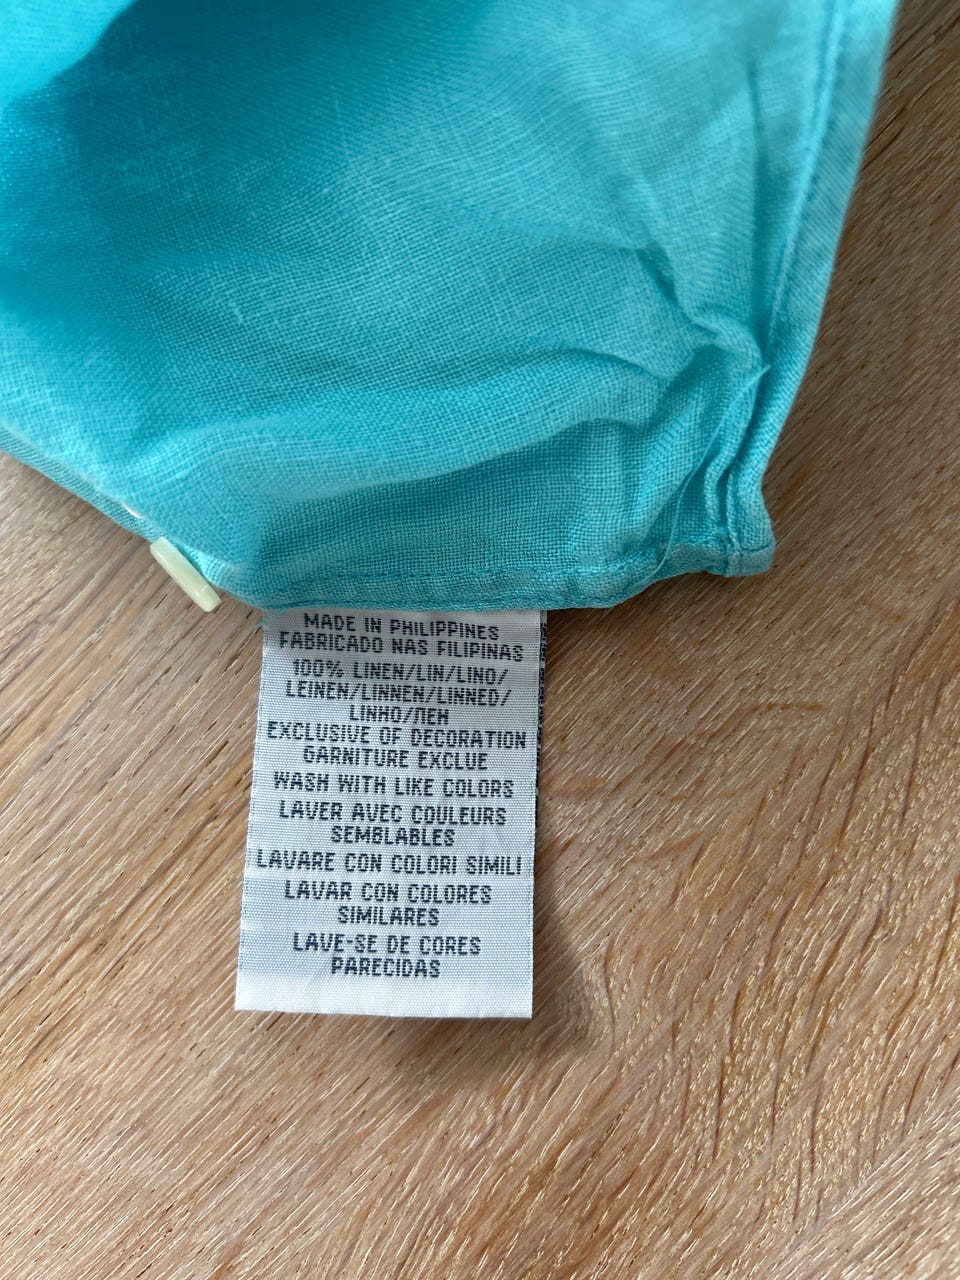 MADE IN PHILIPPINES
FABRICADO NAS FILIPINAS
100% LINEN/LIN/LINO/
LEINEN/LINNEN/LINNED/
LINHO/ЛЕН
EXCLUSIVE OF DECORATION
GARNITURE EXCLUE
WASH WITH LIKE COLORS
LAVER AVEC COULEURS
SEMBLABLES
LAVARE CON COLORI SIMILI
LAVAR CON COLORES
SIMILARES
LAVE-SE DE CORES
PARECIDAS